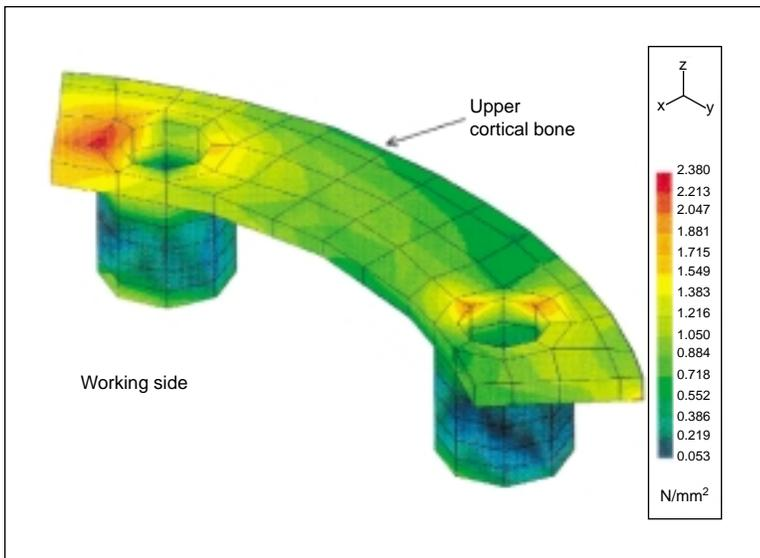 Upper
cortical bone
Working side
z
x
y
2.380
2.213
2.047
1.881
1.715
1.549
1.383
1.216
1.050
0.884
0.718
0.552
0.386
0.219
0.053
N/mm²